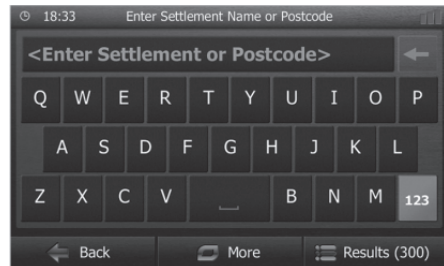 18:33 Enter Settlement Name or Postcode
<Enter Settlement or Postcode>
Q W E R T Y U I O P
A S D F G H J K L
Z X C V B N M 123
Back More Results (300)